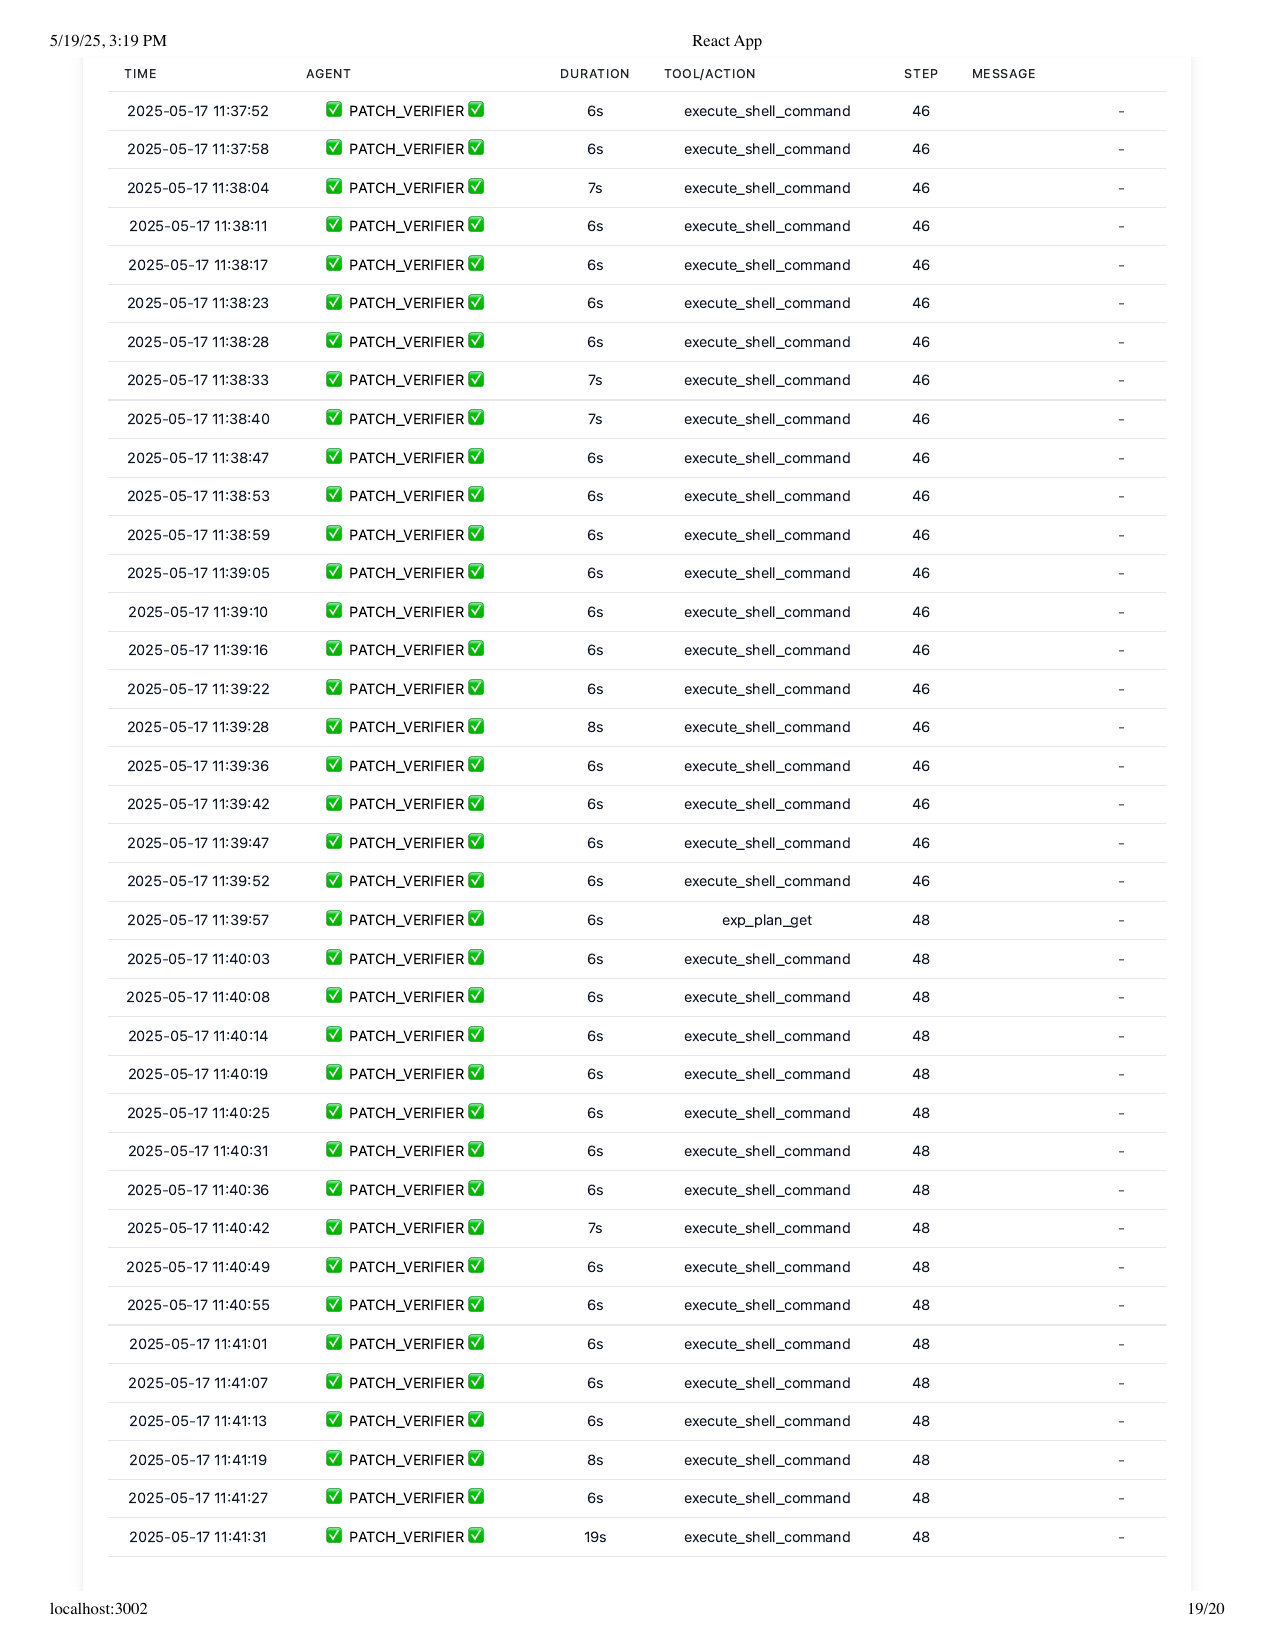 5/19/25, 3:19 PM React App
TIME AGENT DURATION TOOL/ACTION STEP MESSAGE
2025-05-17 11:37:52 ✅ PATCH_VERIFIER ✅ 6s execute_shell_command 46 -
2025-05-17 11:37:58 ✅ PATCH_VERIFIER ✅ 6s execute_shell_command 46 -
2025-05-17 11:38:04 ✅ PATCH_VERIFIER ✅ 7s execute_shell_command 46 -
2025-05-17 11:38:11 ✅ PATCH_VERIFIER ✅ 6s execute_shell_command 46 -
2025-05-17 11:38:17 ✅ PATCH_VERIFIER ✅ 6s execute_shell_command 46 -
2025-05-17 11:38:23 ✅ PATCH_VERIFIER ✅ 6s execute_shell_command 46 -
2025-05-17 11:38:28 ✅ PATCH_VERIFIER ✅ 6s execute_shell_command 46 -
2025-05-17 11:38:33 ✅ PATCH_VERIFIER ✅ 7s execute_shell_command 46 -
2025-05-17 11:38:40 ✅ PATCH_VERIFIER ✅ 7s execute_shell_command 46 -
2025-05-17 11:38:47 ✅ PATCH_VERIFIER ✅ 6s execute_shell_command 46 -
2025-05-17 11:38:53 ✅ PATCH_VERIFIER ✅ 6s execute_shell_command 46 -
2025-05-17 11:38:59 ✅ PATCH_VERIFIER ✅ 6s execute_shell_command 46 -
2025-05-17 11:39:05 ✅ PATCH_VERIFIER ✅ 6s execute_shell_command 46 -
2025-05-17 11:39:10 ✅ PATCH_VERIFIER ✅ 6s execute_shell_command 46 -
2025-05-17 11:39:16 ✅ PATCH_VERIFIER ✅ 6s execute_shell_command 46 -
2025-05-17 11:39:22 ✅ PATCH_VERIFIER ✅ 6s execute_shell_command 46 -
2025-05-17 11:39:28 ✅ PATCH_VERIFIER ✅ 8s execute_shell_command 46 -
2025-05-17 11:39:36 ✅ PATCH_VERIFIER ✅ 6s execute_shell_command 46 -
2025-05-17 11:39:42 ✅ PATCH_VERIFIER ✅ 6s execute_shell_command 46 -
2025-05-17 11:39:47 ✅ PATCH_VERIFIER ✅ 6s execute_shell_command 46 -
2025-05-17 11:39:52 ✅ PATCH_VERIFIER ✅ 6s execute_shell_command 46 -
2025-05-17 11:39:57 ✅ PATCH_VERIFIER ✅ 6s exp_plan_get 48 -
2025-05-17 11:40:03 ✅ PATCH_VERIFIER ✅ 6s execute_shell_command 48 -
2025-05-17 11:40:08 ✅ PATCH_VERIFIER ✅ 6s execute_shell_command 48 -
2025-05-17 11:40:14 ✅ PATCH_VERIFIER ✅ 6s execute_shell_command 48 -
2025-05-17 11:40:19 ✅ PATCH_VERIFIER ✅ 6s execute_shell_command 48 -
2025-05-17 11:40:25 ✅ PATCH_VERIFIER ✅ 6s execute_shell_command 48 -
2025-05-17 11:40:31 ✅ PATCH_VERIFIER ✅ 6s execute_shell_command 48 -
2025-05-17 11:40:36 ✅ PATCH_VERIFIER ✅ 6s execute_shell_command 48 -
2025-05-17 11:40:42 ✅ PATCH_VERIFIER ✅ 7s execute_shell_command 48 -
2025-05-17 11:40:49 ✅ PATCH_VERIFIER ✅ 6s execute_shell_command 48 -
2025-05-17 11:40:55 ✅ PATCH_VERIFIER ✅ 6s execute_shell_command 48 -
2025-05-17 11:41:01 ✅ PATCH_VERIFIER ✅ 6s execute_shell_command 48 -
2025-05-17 11:41:07 ✅ PATCH_VERIFIER ✅ 6s execute_shell_command 48 -
2025-05-17 11:41:13 ✅ PATCH_VERIFIER ✅ 6s execute_shell_command 48 -
2025-05-17 11:41:19 ✅ PATCH_VERIFIER ✅ 8s execute_shell_command 48 -
2025-05-17 11:41:27 ✅ PATCH_VERIFIER ✅ 6s execute_shell_command 48 -
2025-05-17 11:41:31 ✅ PATCH_VERIFIER ✅ 19s execute_shell_command 48 -
localhost:3002 19/20